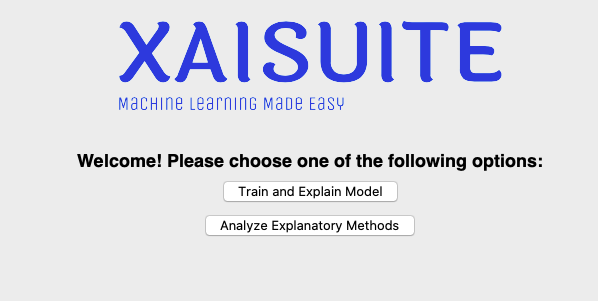 XAISUITE
Machine Learning Made Easy
Welcome! Please choose one of the following options:
Train and Explain Model
Analyze Explanatory Methods